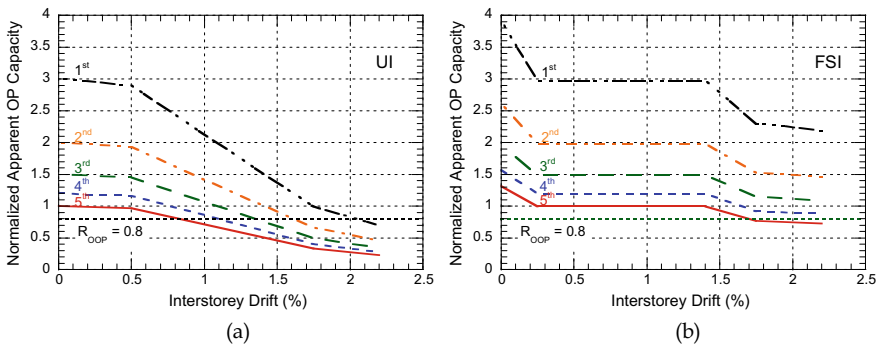 4
3.5
3
2.5
2
1.5
1
0.5
0
Normalized Apparent OP Capacity
UI
1st
2nd
3rd
4th
5th
R_OOP = 0.8
0 0.5 1 1.5 2 2.5
Interstorey Drift (%)
(a)
4
3.5
3
2.5
2
1.5
1
0.5
0
Normalized Apparent OP Capacity
FSI
1st
2nd
3rd
4th
5th
R_OOP = 0.8
0 0.5 1 1.5 2 2.5
Interstorey Drift (%)
(b)